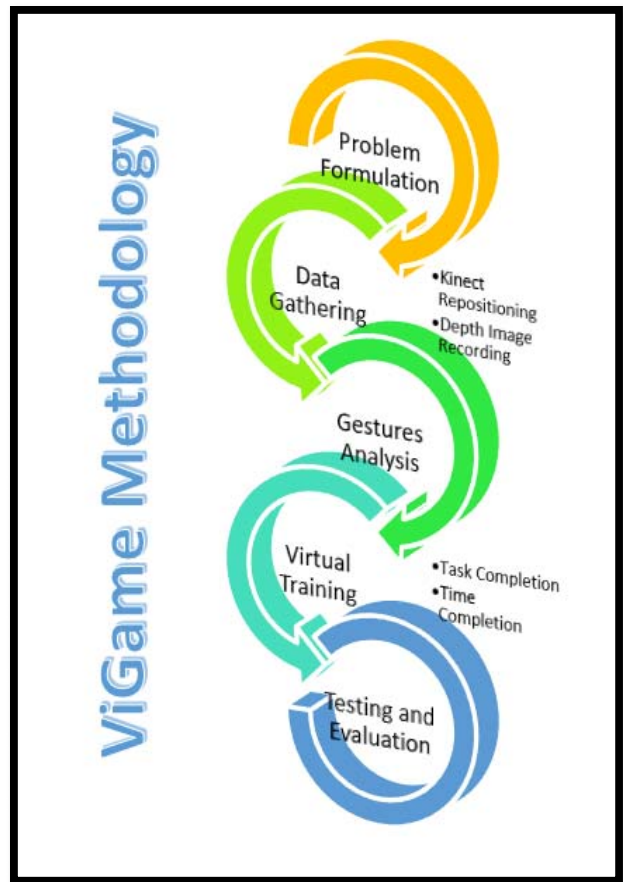 ViGame Methodology
Problem
Formulation
Data
Gathering
•Kinect
Repositioning
•Depth Image
Recording
Gestures
Analysis
Virtual
Training
•Task Completion
•Time
Completion
Testing and
Evaluation